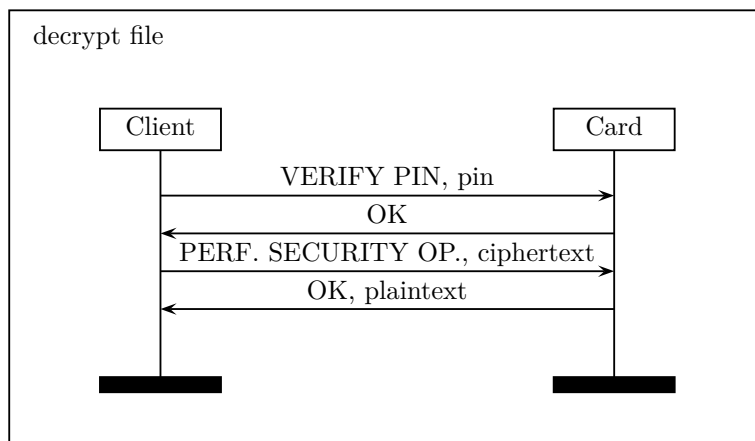 decrypt file
Client
Card
VERIFY PIN, pin
OK
PERF. SECURITY OP., ciphertext
OK, plaintext